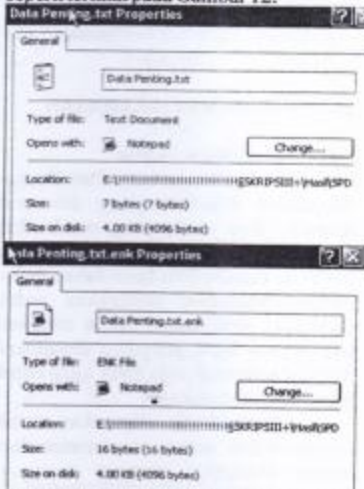 Data Penting.txt Properties
General
Data Penting.txt
Type of file: Text Document
Opens with: Notepad Change...
Location:
Size: 7 bytes (7 bytes)
Size on disk: 4.00 KB (4096 bytes)
Data Penting.txt.enk Properties
General
Data Penting.txt.enk
Type of file: ENK File
Opens with: Notepad Change...
Location:
Size: 16 bytes (16 bytes)
Size on disk: 4.00 KB (4096 bytes)